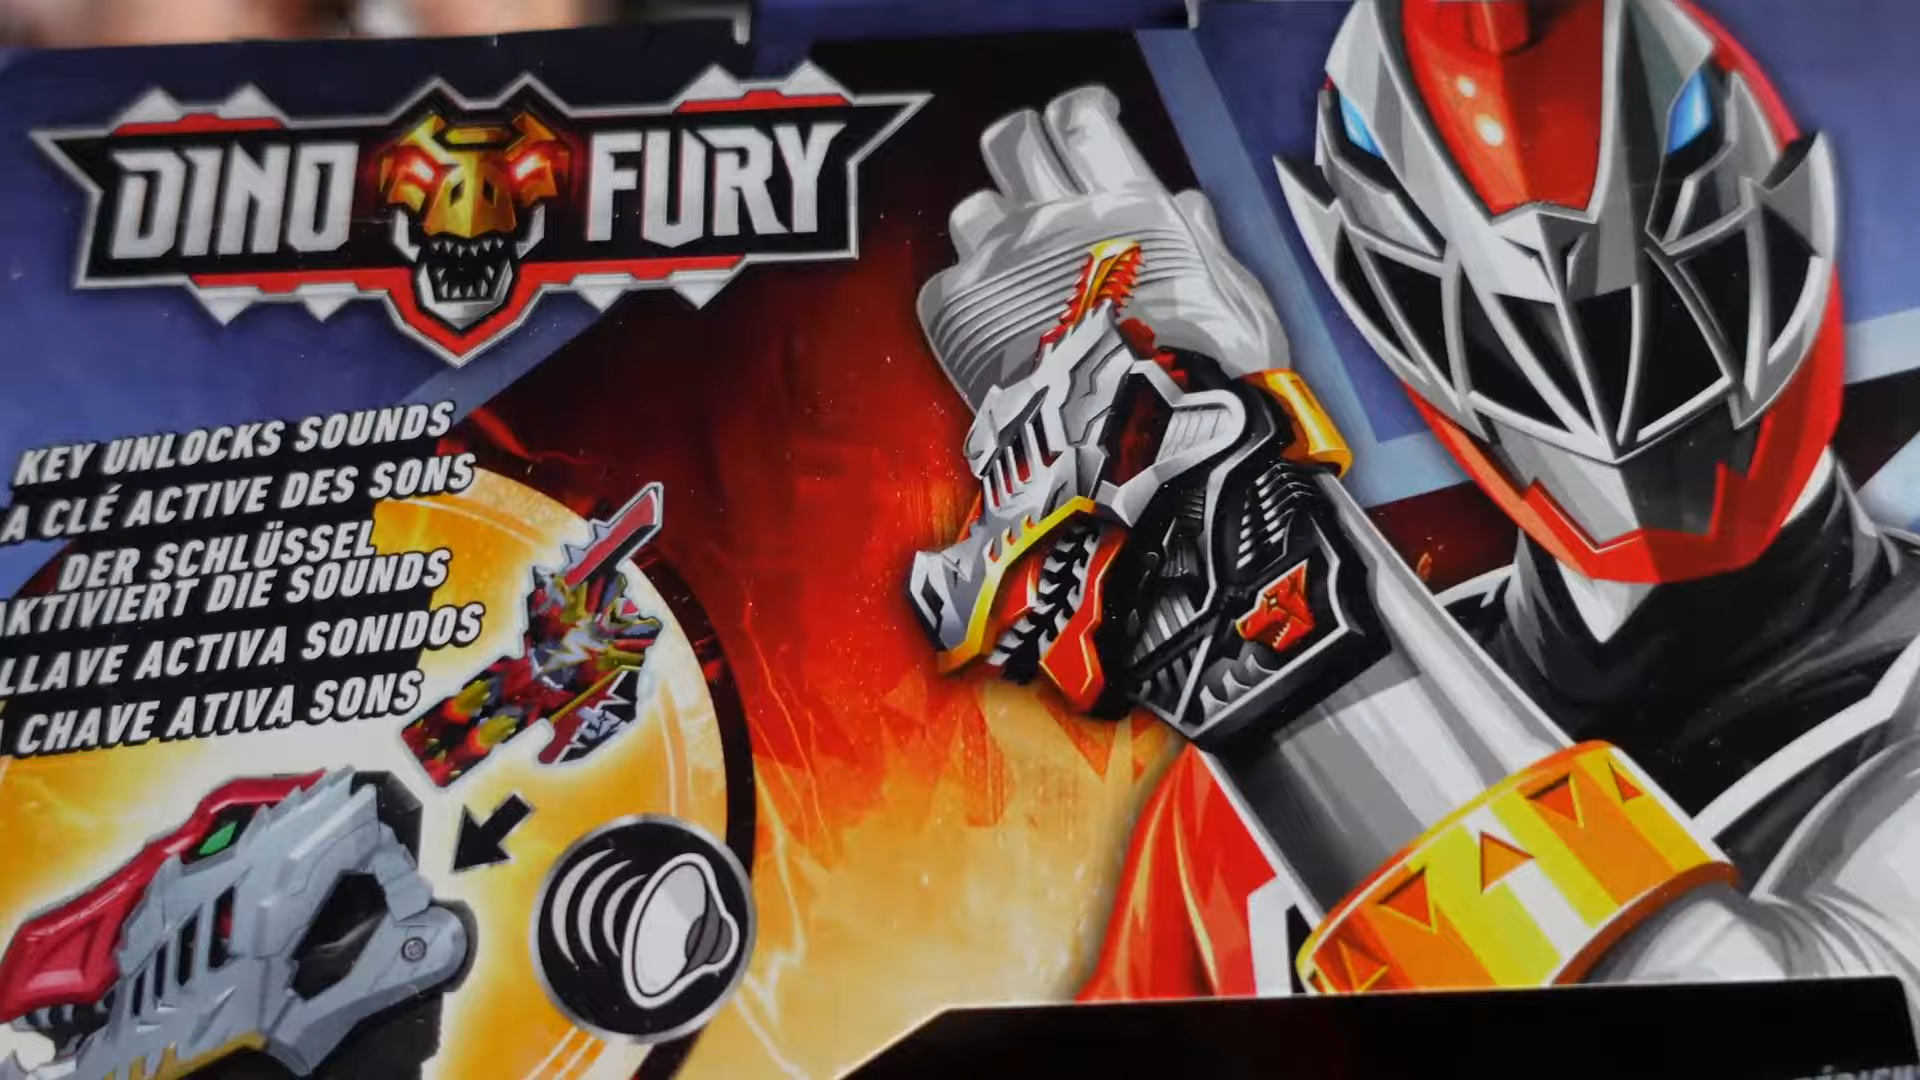 DINO FURY
KEY UNLOCKS SOUNDS
A CLÉ ACTIVE DES SONS
DER SCHLÜSSEL
AKTIVIERT DIE SOUNDS
LLAVE ACTIVA SONIDOS
CHAVE ATIVA SONS